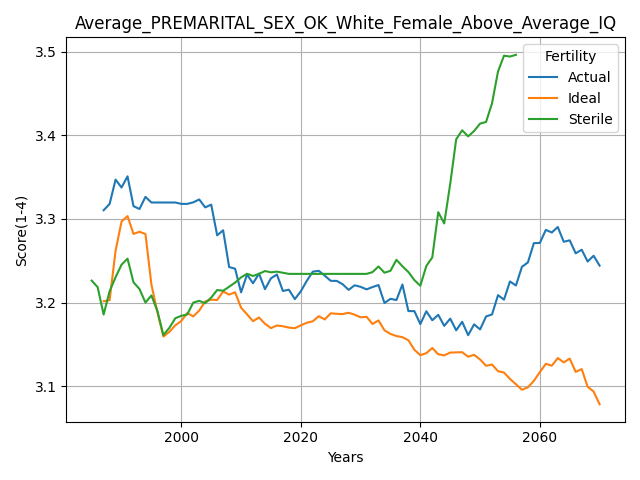 Average_PREMARITAL_SEX_OK_White_Female_Above_Average_IQ
Fertility
Actual
Ideal
Sterile
Score(1-4)
3.5
3.4
3.3
3.2
3.1
2000
2020
2040
2060
Years